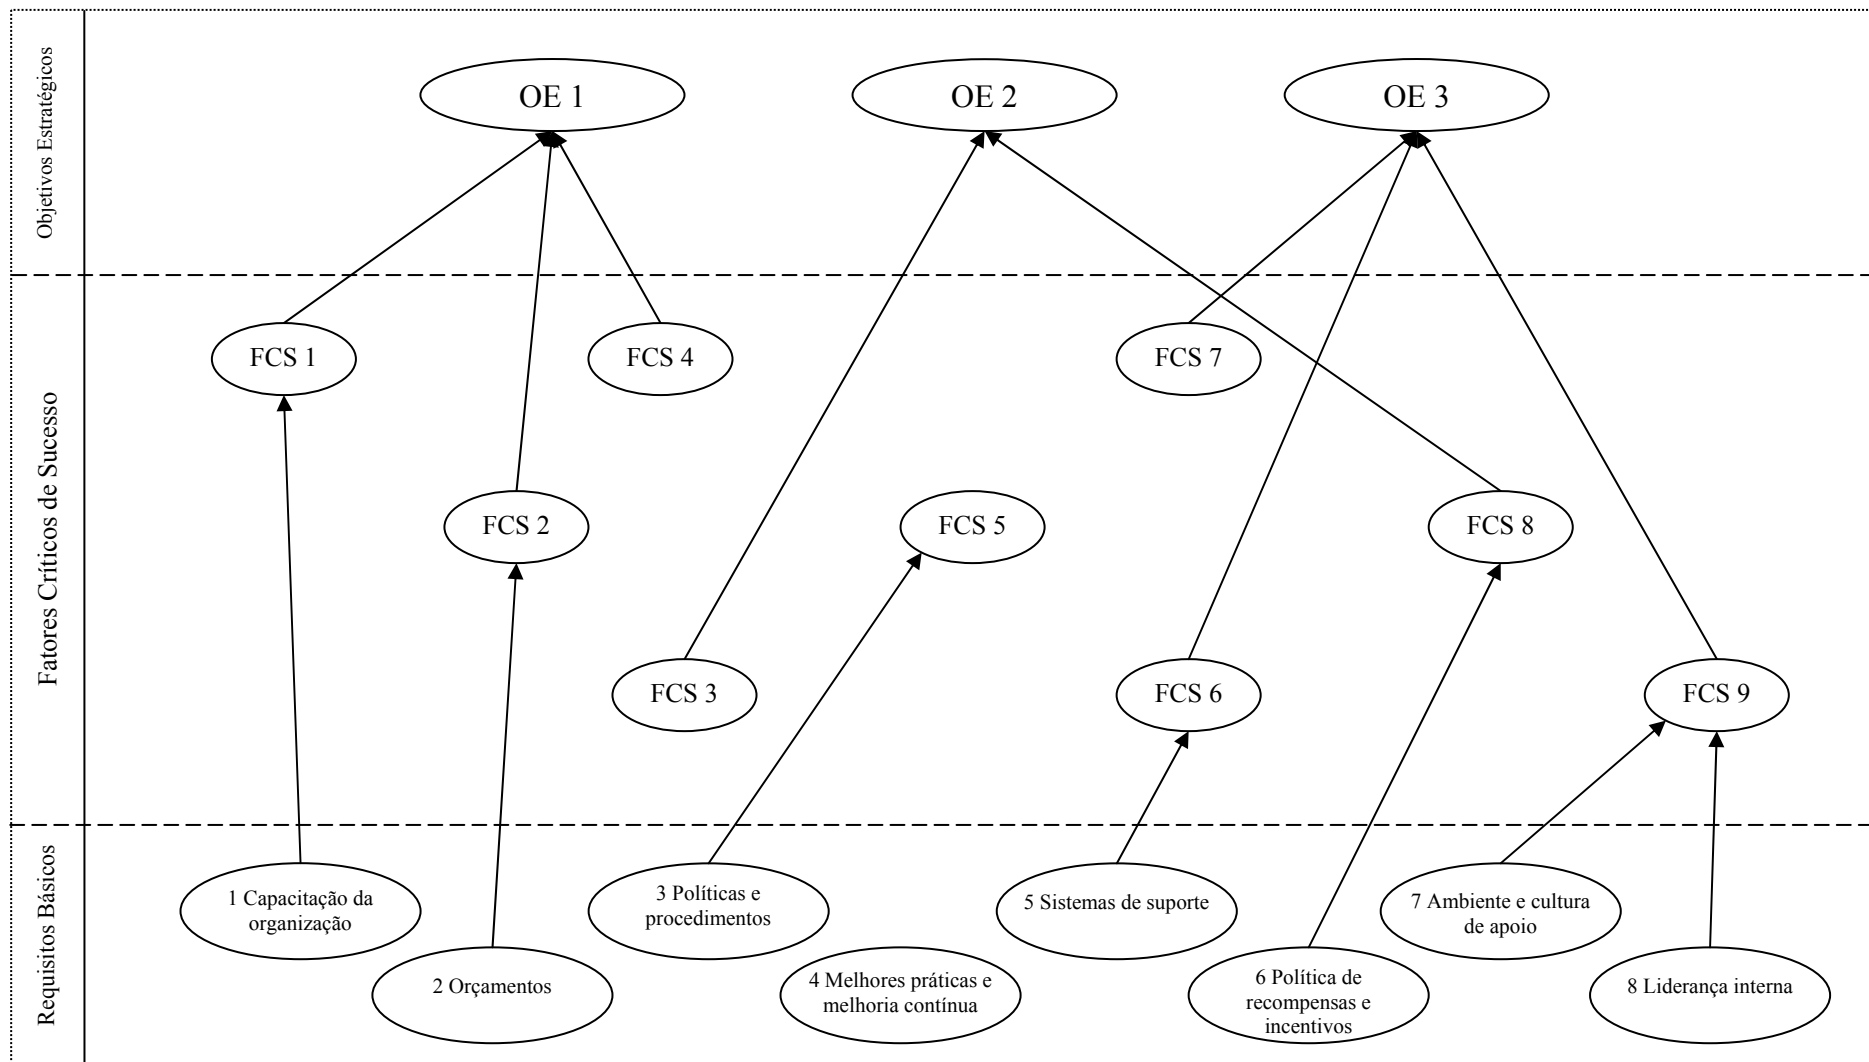 Objetivos Estratégicos
OE 1
OE 2
OE 3
Fatores Críticos de Sucesso
FCS 1
FCS 4
FCS 7
FCS 2
FCS 5
FCS 8
FCS 3
FCS 6
FCS 9
Requisitos Básicos
1 Capacitação da
organização
3 Políticas e
procedimentos
5 Sistemas de suporte
7 Ambiente e cultura
de apoio
2 Orçamentos
4 Melhores práticas e
melhoria contínua
6 Política de
recompensas e
incentivos
8 Liderança interna